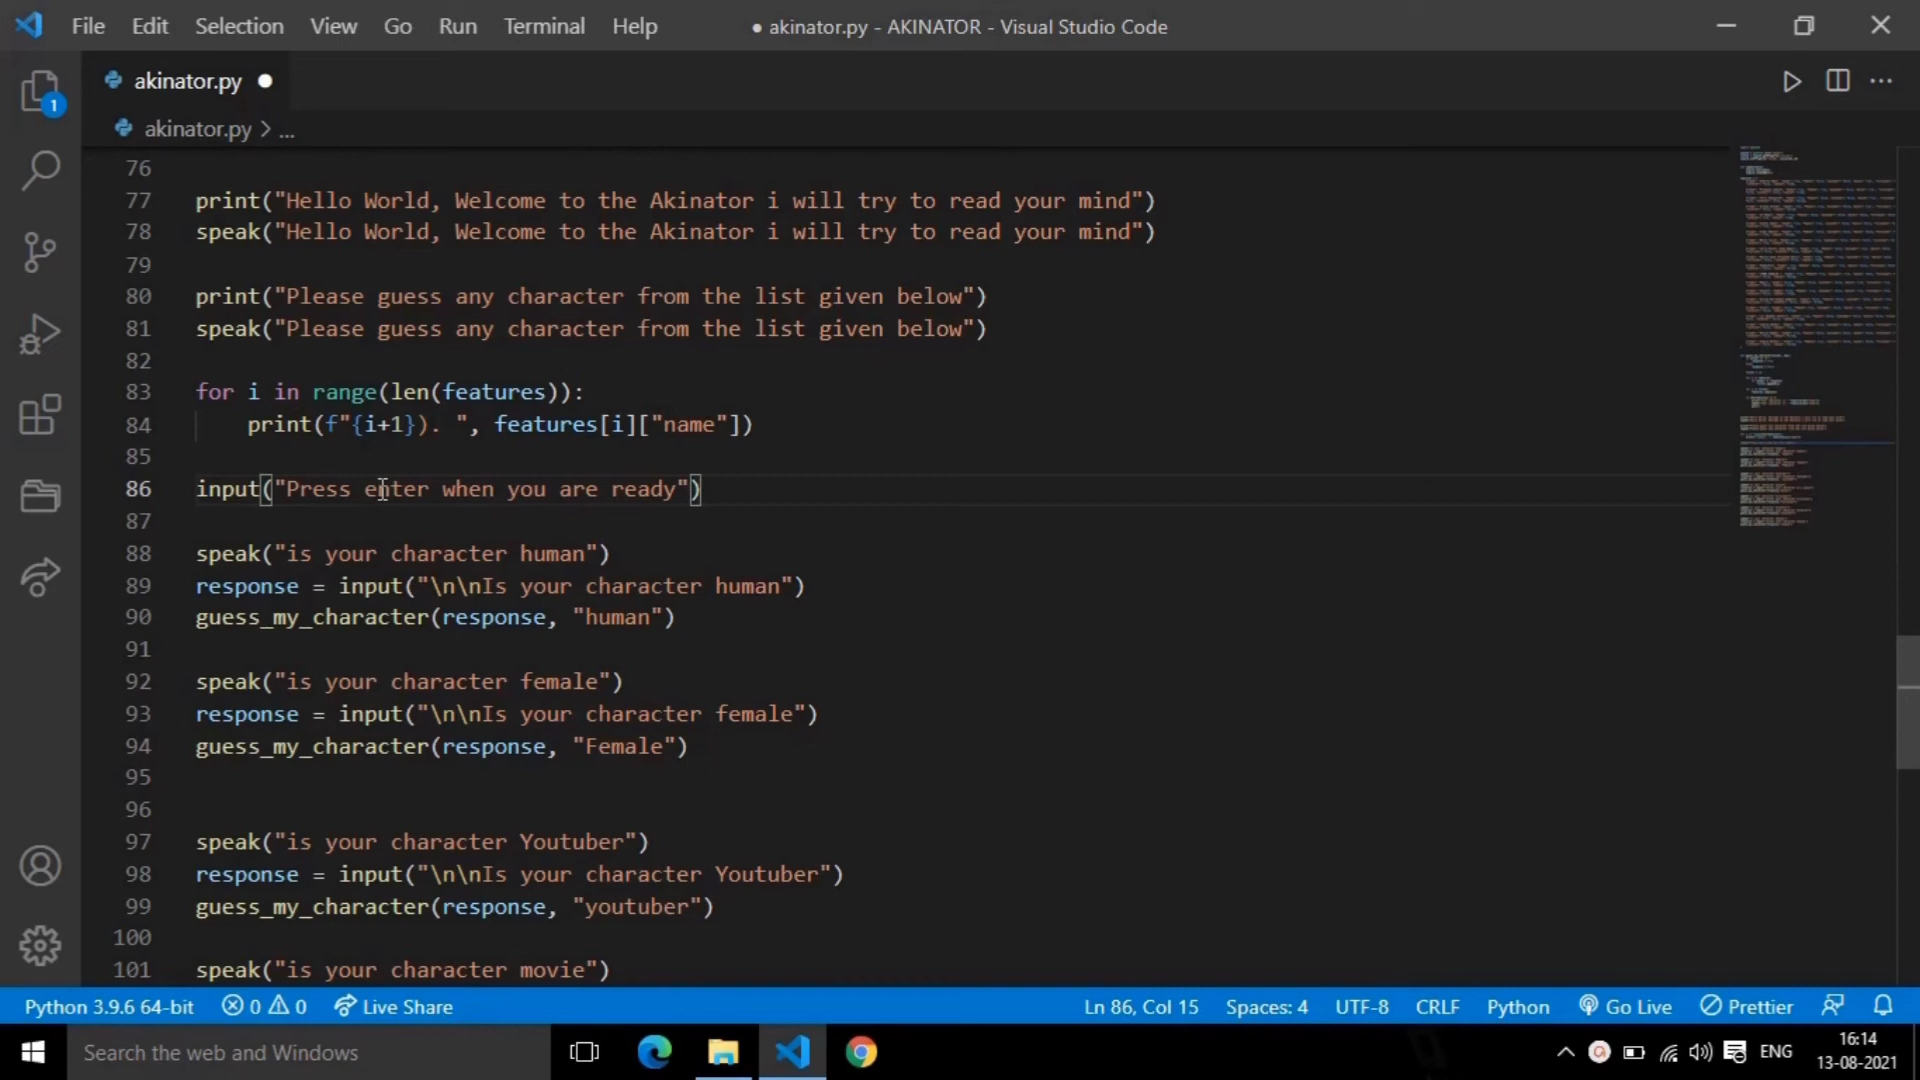 File Edit Selection View Go Run Terminal Help ● akinator.py - AKINATOR - Visual Studio Code
akinator.py ●
1
akinator.py > ...
76
77 print("Hello World, Welcome to the Akinator i will try to read your mind")
78 speak("Hello World, Welcome to the Akinator i will try to read your mind")
79
80 print("Please guess any character from the list given below")
81 speak("Please guess any character from the list given below")
82
83 for i in range(len(features)):
84     print(f"{i+1}). ", features[i]["name"])
85
86 input("Press enter when you are ready")
87
88 speak("is your character human")
89 response = input("\n\nIs your character human")
90 guess_my_character(response, "human")
91
92 speak("is your character female")
93 response = input("\n\nIs your character female")
94 guess_my_character(response, "Female")
95
96
97 speak("is your character Youtuber")
98 response = input("\n\nIs your character Youtuber")
99 guess_my_character(response, "youtuber")
100
101 speak("is your character movie")
Python 3.9.6 64-bit 0 0 Live Share Ln 86, Col 15 Spaces: 4 UTF-8 CRLF Python Go Live Prettier
Search the web and Windows ENG 16:14
13-08-2021